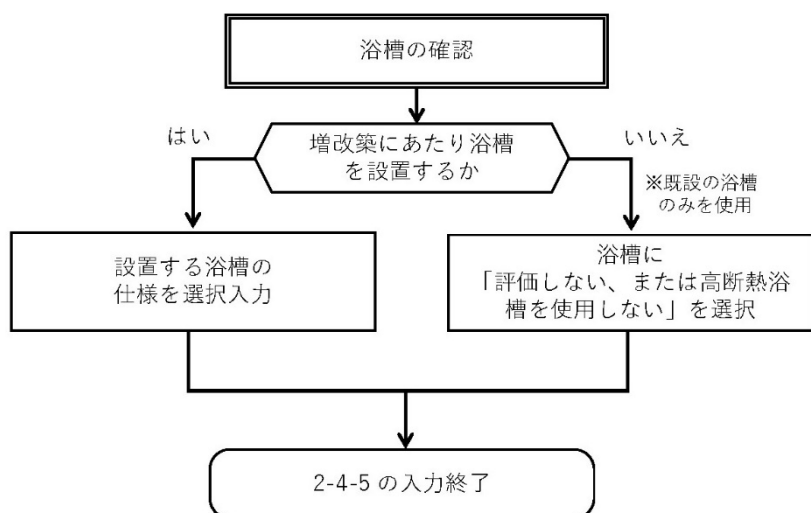 浴槽の確認
はい
増改築にあたり浴槽
を設置するか
いいえ
※既設の浴槽
のみを使用
設置する浴槽の
仕様を選択入力
浴槽に
「評価しない、または高断熱浴
槽を使用しない」を選択
2-4-5 の入力終了